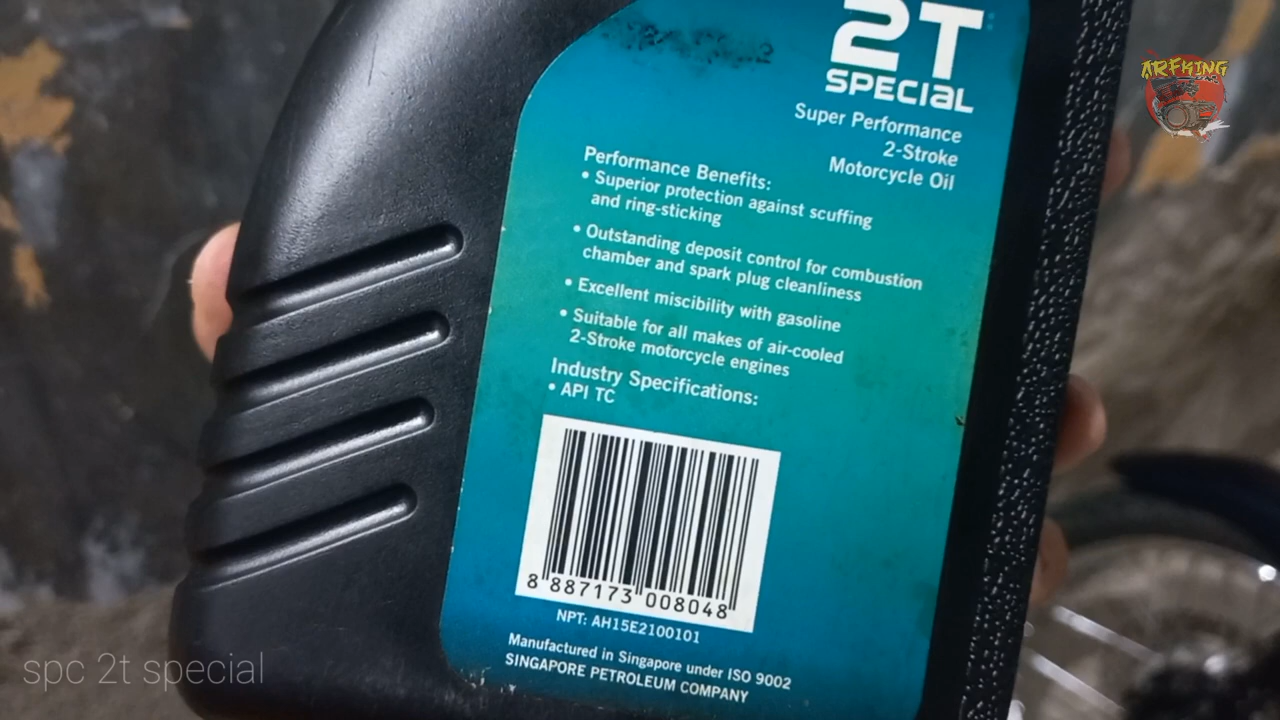 2T
SPECIAL
Super Performance
2-Stroke
Motorcycle Oil
Performance Benefits:
• Superior protection against scuffing
and ring-sticking
• Outstanding deposit control for combustion
chamber and spark plug cleanliness
• Excellent miscibility with gasoline
• Suitable for all makes of air-cooled
2-Stroke motorcycle engines
Industry Specifications:
• API TC
8 887173 008048
NPT: AH15E2100101
Manufactured in Singapore under ISO 9002
SINGAPORE PETROLEUM COMPANY
spc 2t special
ARFKING